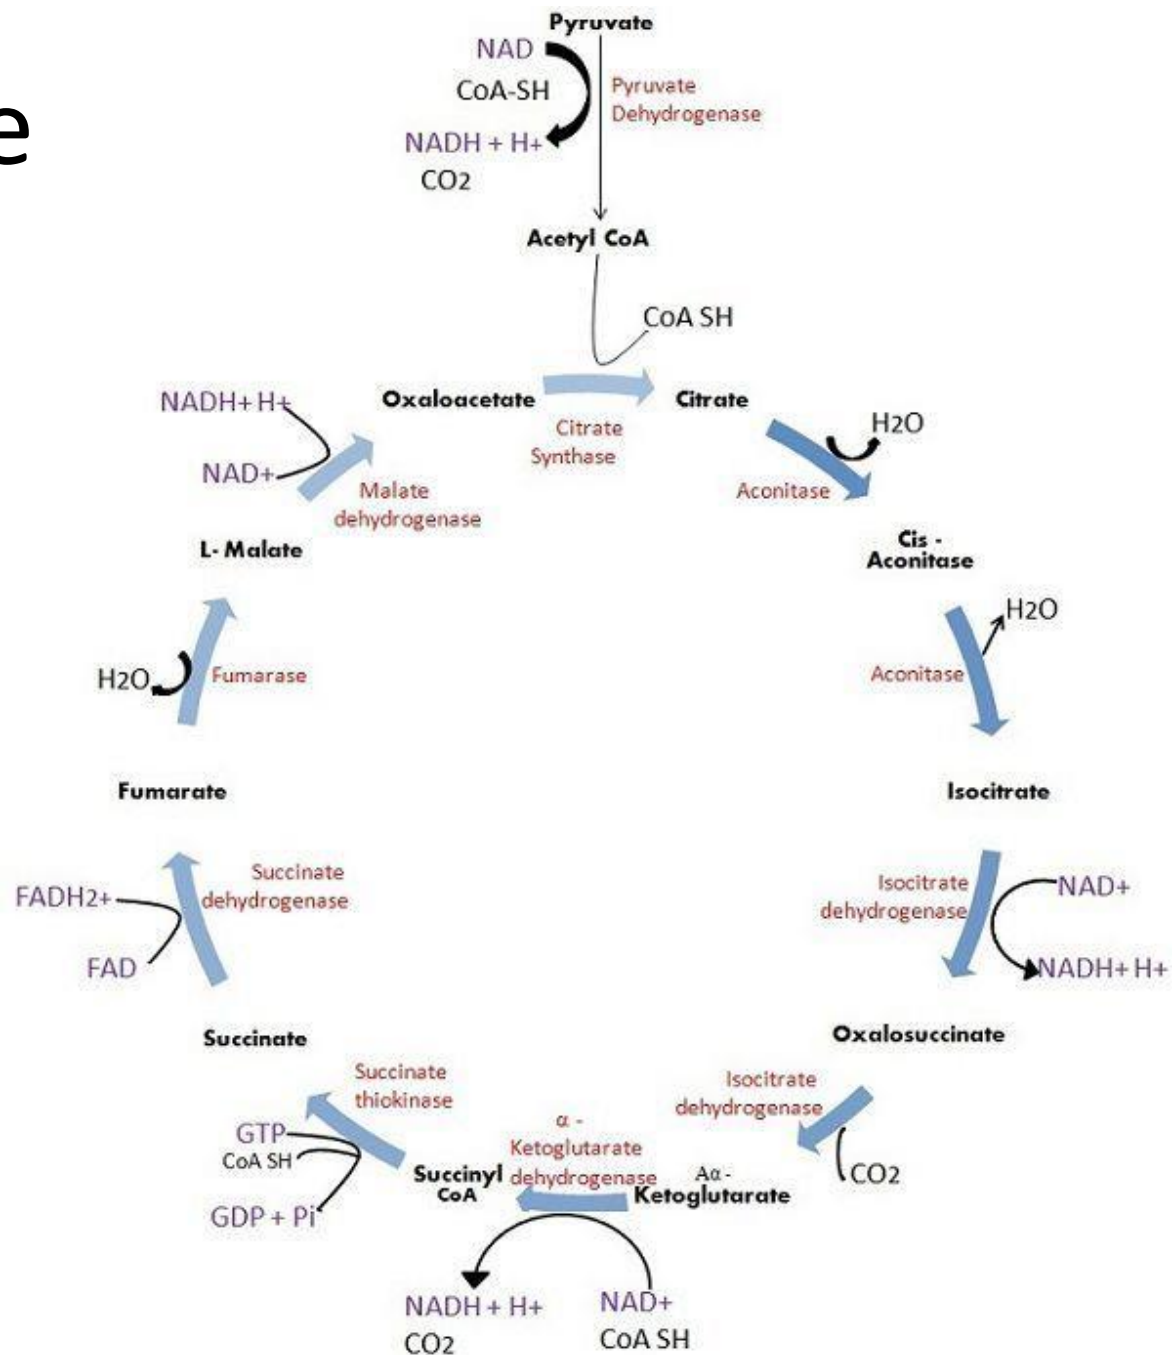 e
Pyruvate
NAD
CoA-SH
NADH + H+
CO2
Pyruvate
Dehydrogenase
Acetyl CoA
CoA SH
Oxaloacetate
Citrate
Citrate
Synthase
H2O
Aconitase
Cis -
Aconitase
H2O
Aconitase
Isocitrate
Isocitrate
dehydrogenase
NAD+
NADH+ H+
Oxalosuccinate
Isocitrate
dehydrogenase
CO2
Aα -
Ketoglutarate
α -
Ketoglutarate
dehydrogenase
NAD+
CoA SH
NADH + H+
CO2
Succinyl
CoA
Succinate
thiokinase
GTP
CoA SH
GDP + Pi
Succinate
Succinate
dehydrogenase
FADH2+
FAD
Fumarate
Fumarase
H2O
L- Malate
Malate
dehydrogenase
NADH+ H+
NAD+